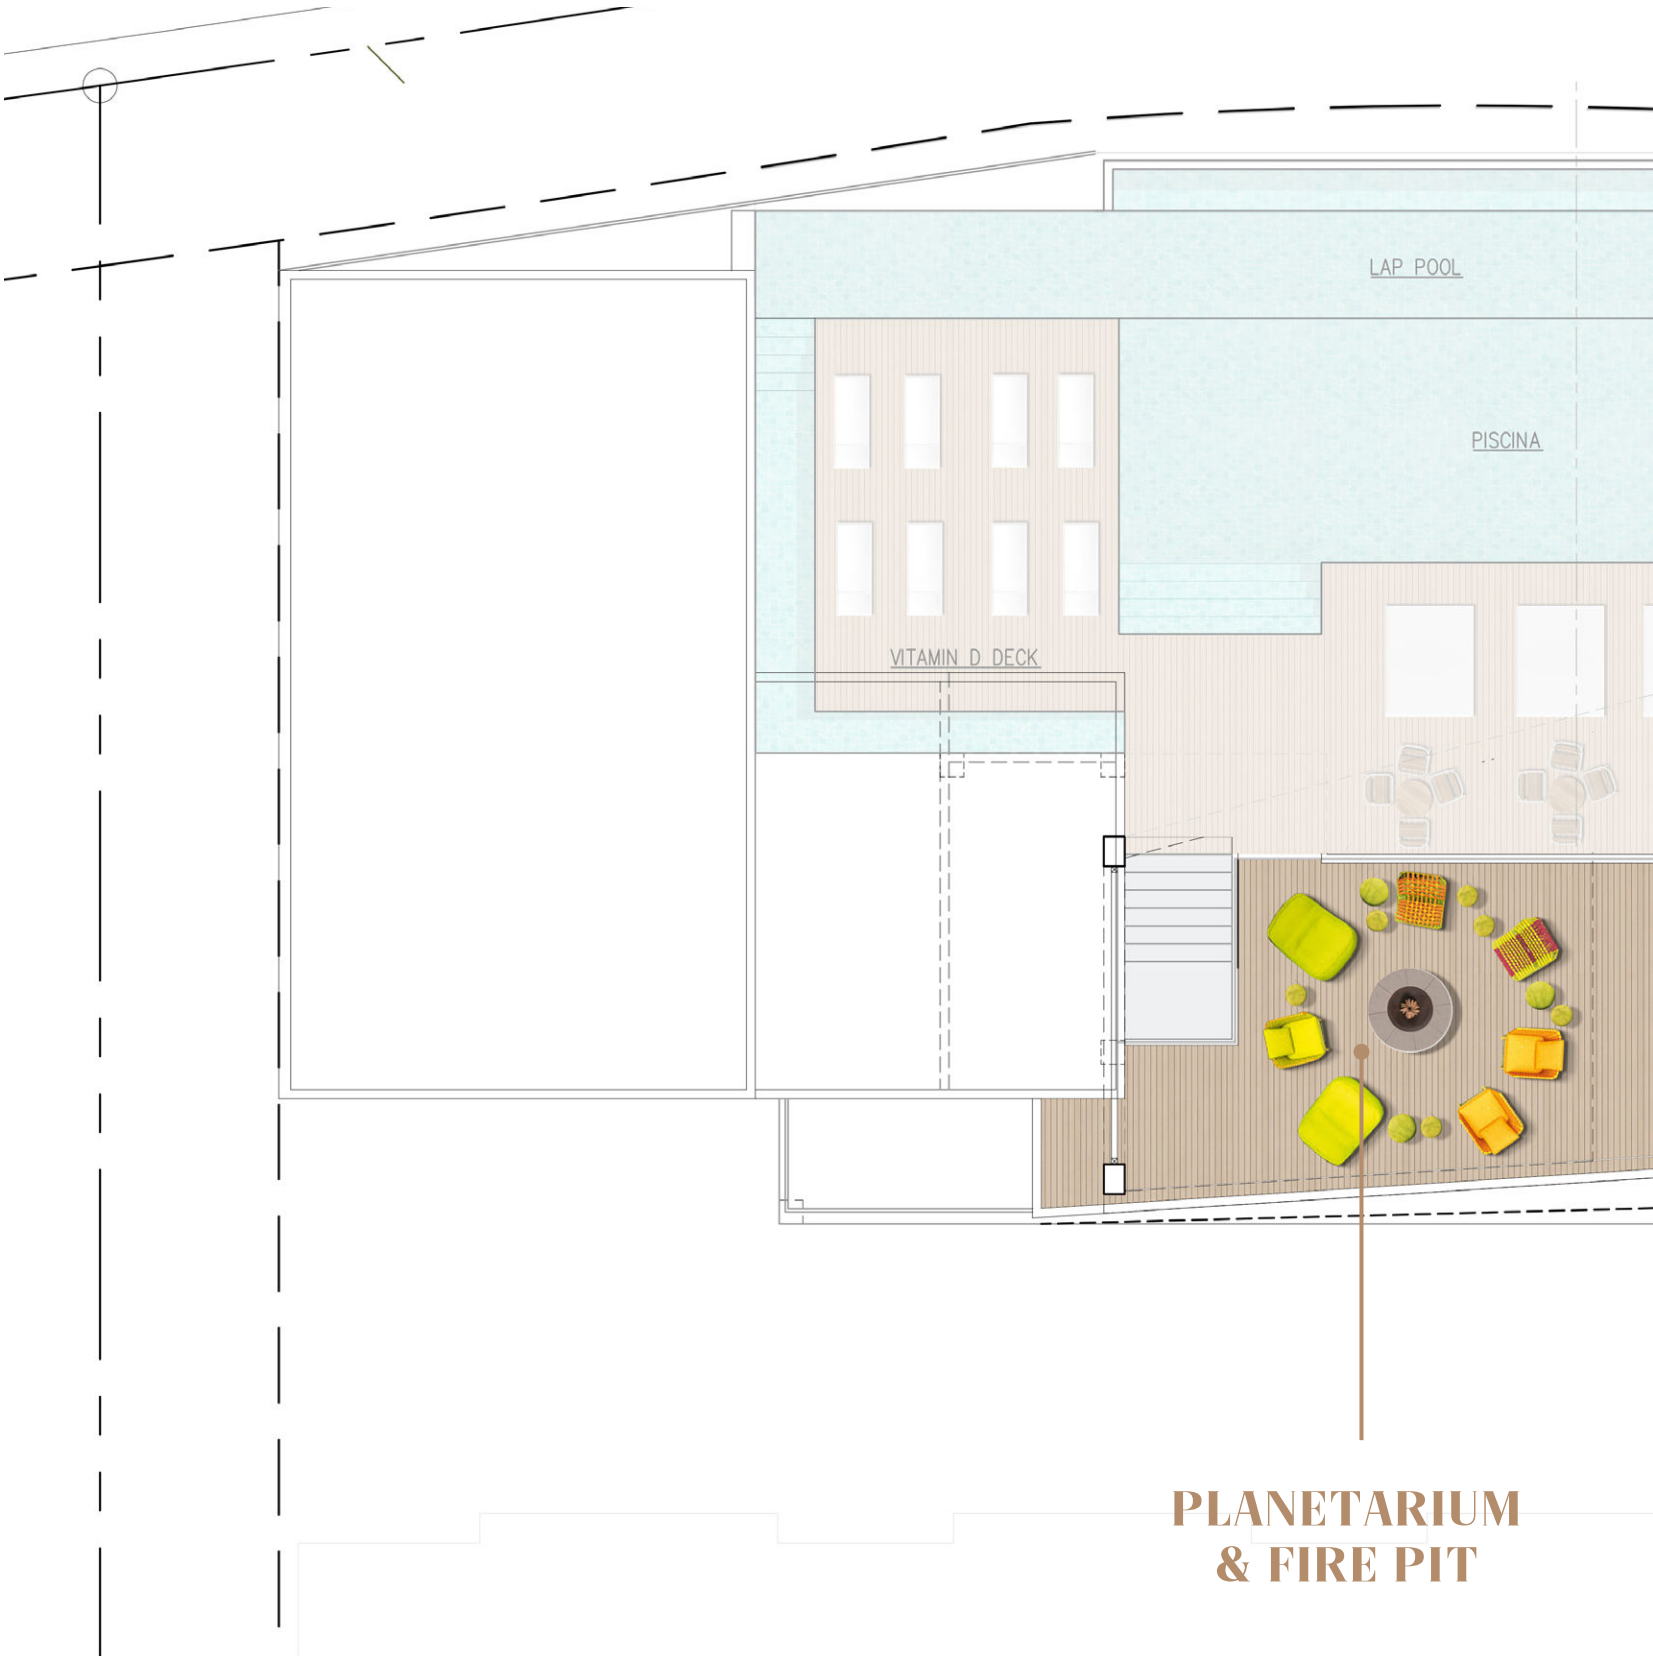 LAP POOL
PISCINA
VITAMIN D DECK
PLANETARIUM
& FIRE PIT